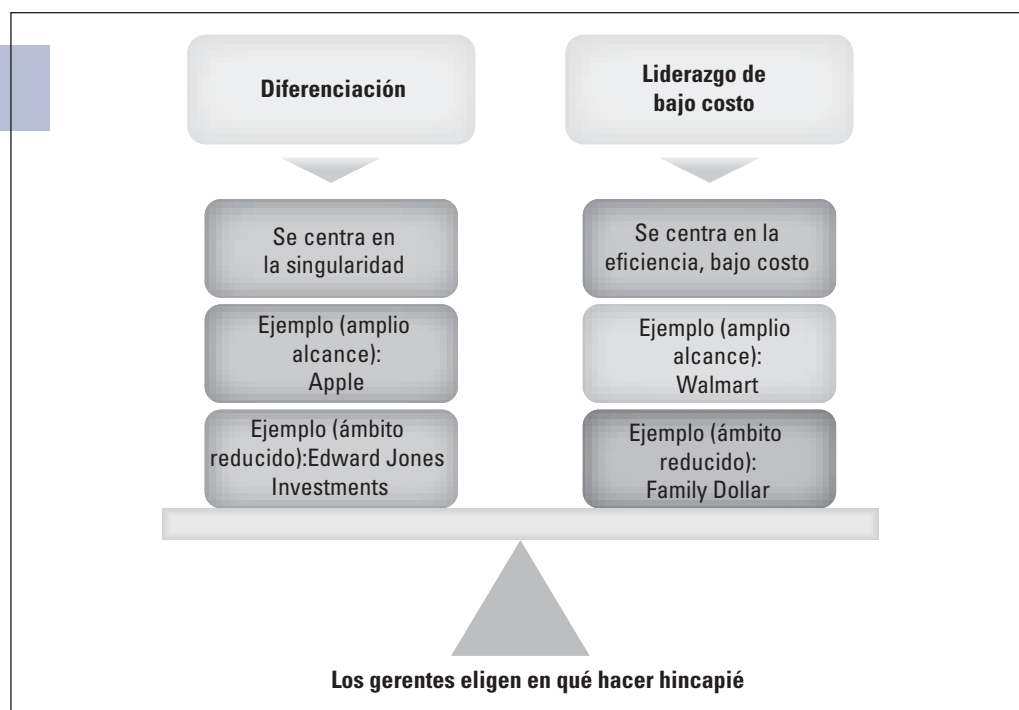 Diferenciación
Liderazgo de
bajo costo
Se centra en
la singularidad
Se centra en la
eficiencia, bajo costo
Ejemplo (amplio
alcance):
Apple
Ejemplo (amplio
alcance):
Walmart
Ejemplo (ámbito
reducido):Edward Jones
Investments
Ejemplo (ámbito
reducido):
Family Dollar
Los gerentes eligen en qué hacer hincapié